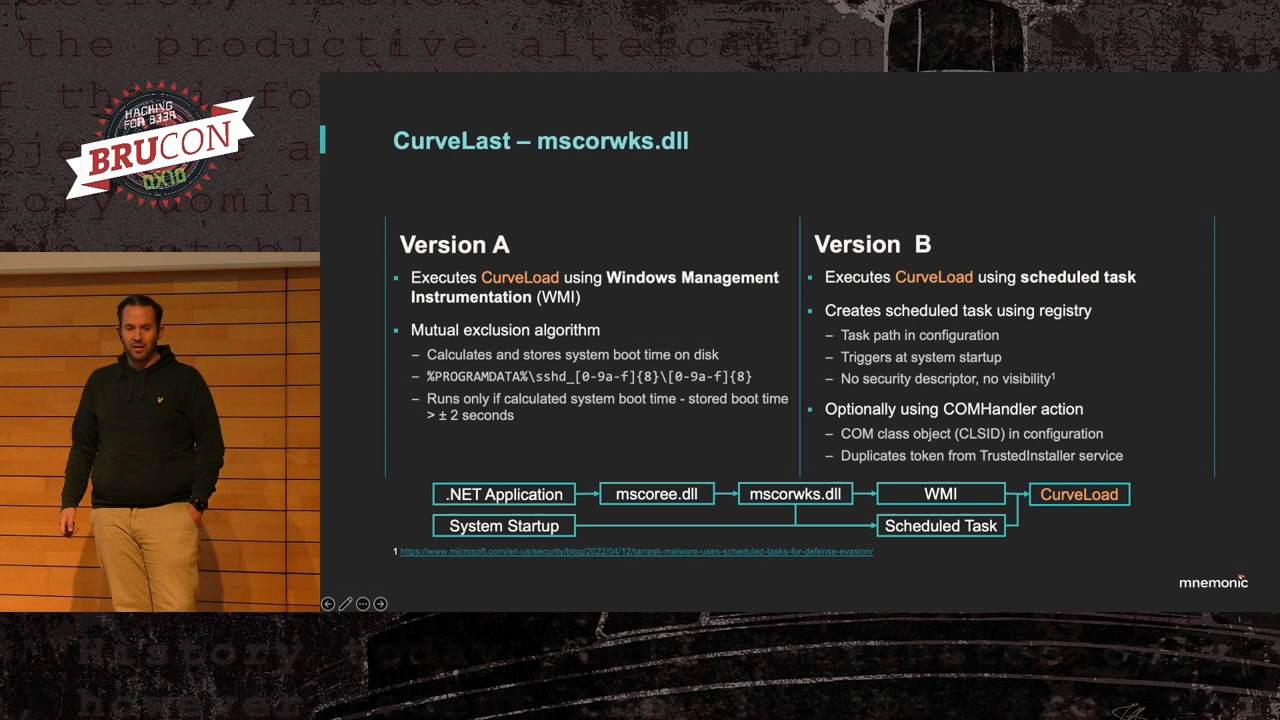 the productive altercation
HACKING
FOR B33R
BRUCON
0X10
CurveLast – mscorwks.dll
Version A
▪ Executes CurveLoad using Windows Management
Instrumentation (WMI)
▪ Mutual exclusion algorithm
– Calculates and stores system boot time on disk
– %PROGRAMDATA%\sshd_[0-9a-f]{8}\[0-9a-f]{8}
– Runs only if calculated system boot time - stored boot time
> ± 2 seconds
Version B
▪ Executes CurveLoad using scheduled task
▪ Creates scheduled task using registry
– Task path in configuration
– Triggers at system startup
– No security descriptor, no visibility¹
▪ Optionally using COMHandler action
– COM class object (CLSID) in configuration
– Duplicates token from TrustedInstaller service
.NET Application mscoree.dll mscorwks.dll WMI CurveLoad
System Startup Scheduled Task
1 https://www.microsoft.com/en-us/security/blog/2022/04/12/tarrask-malware-uses-scheduled-tasks-for-defense-evasion/
mnemonic
History today
however